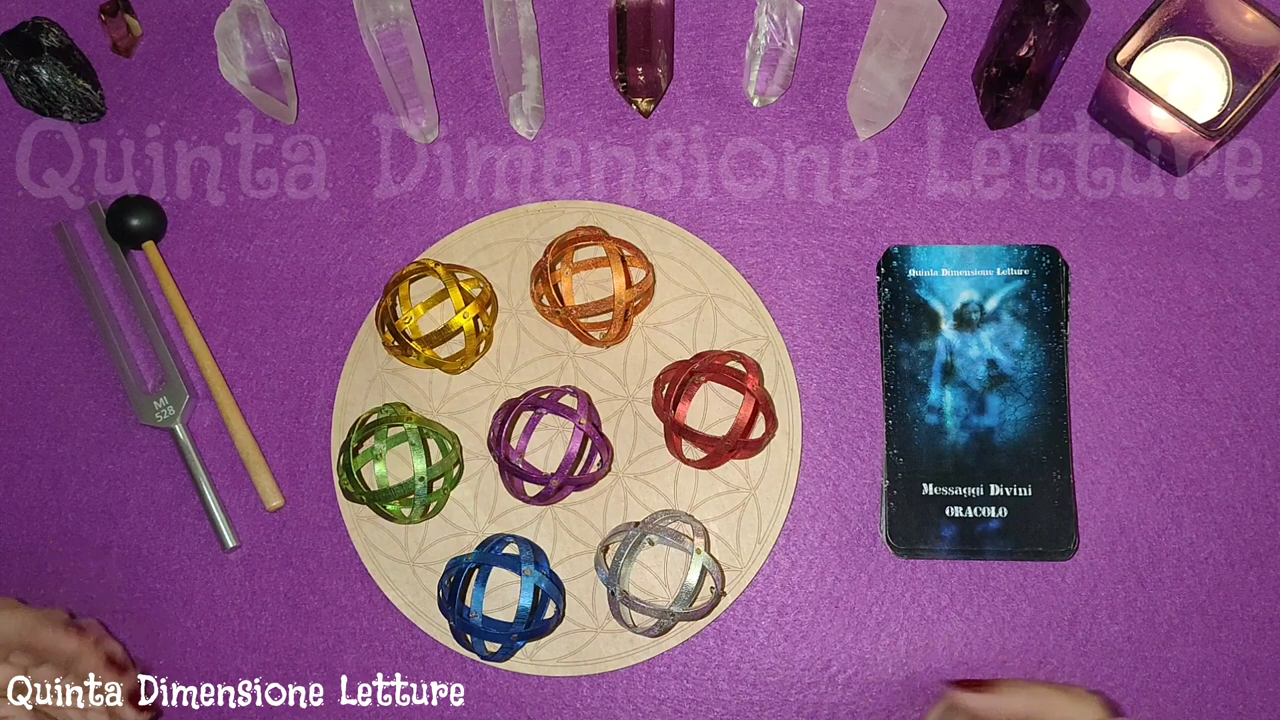 Quinta Dimensione Letture
Quinta Dimensione Letture
Messaggi Divini
ORACOLO
MI
528
Quinta Dimensione Letture